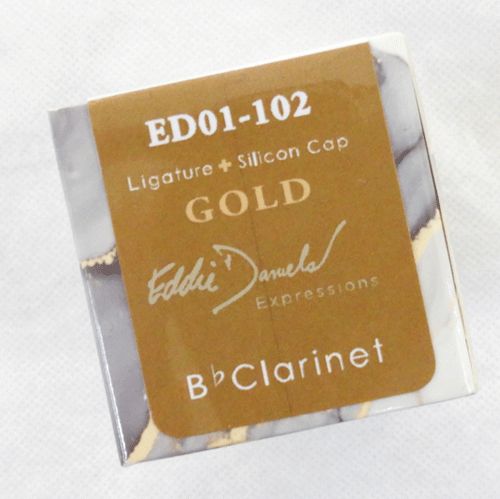 ED01-102
Ligature + Silicon Cap
GOLD
Eddie Daniels
Expressions
B♭Clarinet